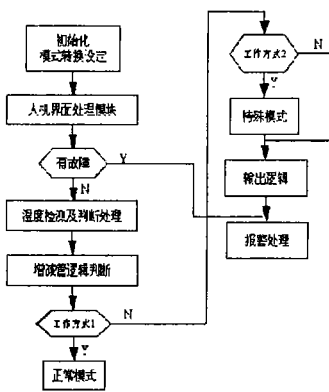 初始化
模式转换设定
人机界面处理模块
有故障
Y
N
湿度检测及判断处理
增减管逻辑判断
工作方式1
N
Y
正常模式
工作方式2
N
Y
特殊模式
输出逻辑
报警处理